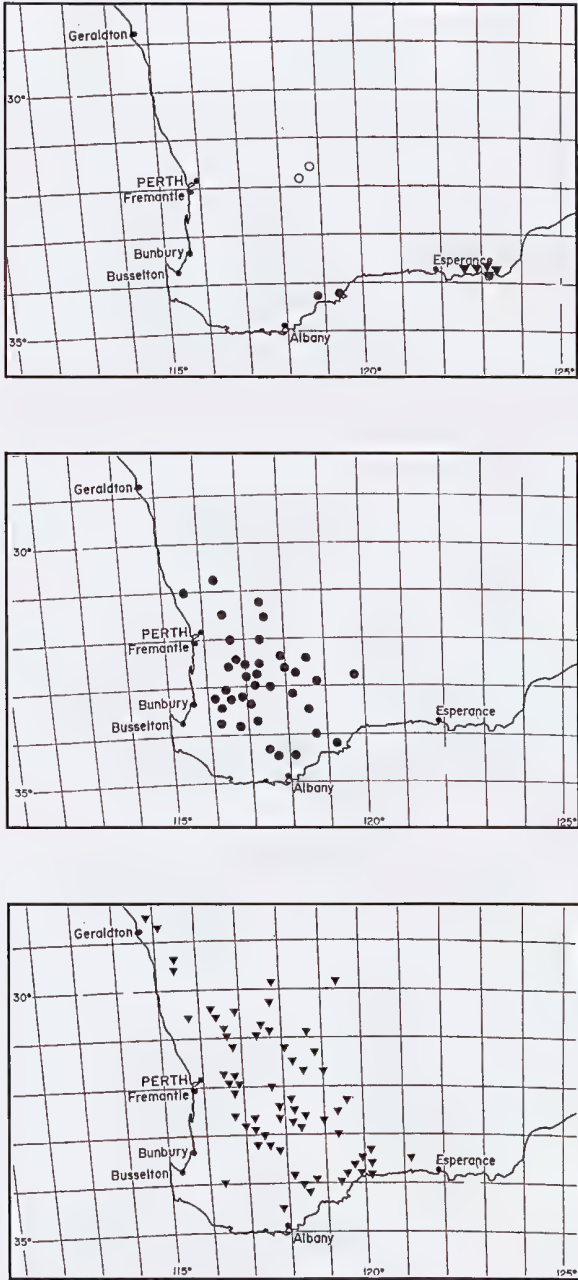 Geraldton
30°
PERTH
Fremantle
Bunbury
Busselton
Esperance
Albany
35°
115°
120°
125°
Geraldton
30°
PERTH
Fremantle
Bunbury
Busselton
Esperance
Albany
35°
115°
120°
125°
Geraldton
30°
PERTH
Fremantle
Bunbury
Busselton
Esperance
Albany
35°
115°
120°
125°